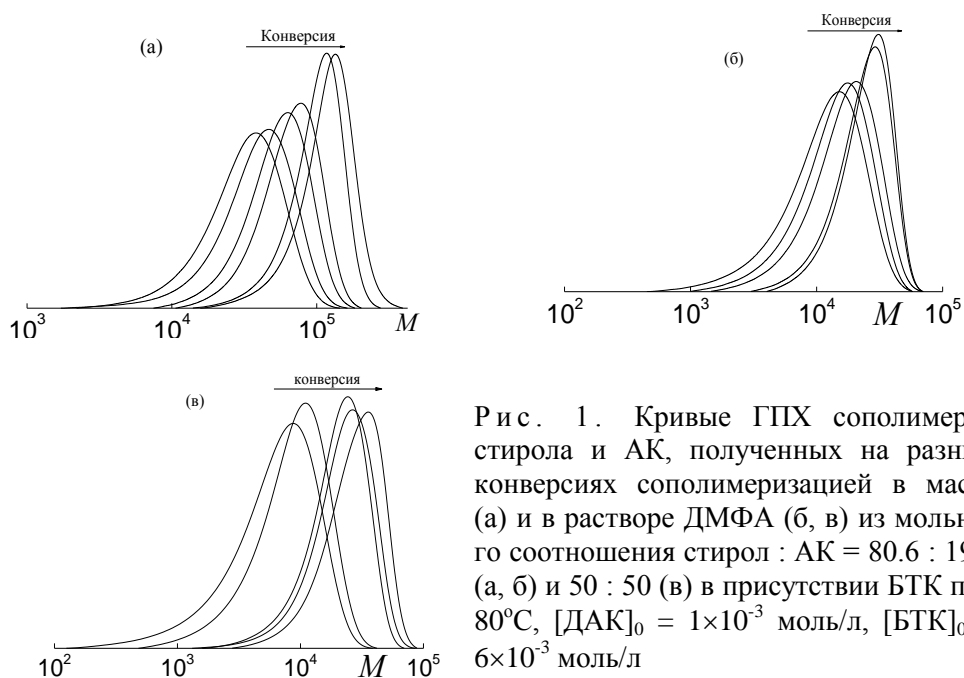 Конверсия
(а)
10³ 10⁴ 10⁵ M
Конверсия
(б)
10² 10³ 10⁴ M 10⁵
конверсия
(в)
10² 10³ 10⁴ M 10⁵
Рис. 1. Кривые ГПХ сополимер
стирола и АК, полученных на разн
конверсиях сополимеризацией в мас
(а) и в растворе ДМФА (б, в) из мольн
го соотношения стирол : АК = 80.6 : 19
(а, б) и 50 : 50 (в) в присутствии БТК п
80°С, [ДАК]₀ = 1×10⁻³ моль/л, [БТК]₀
6×10⁻³ моль/л